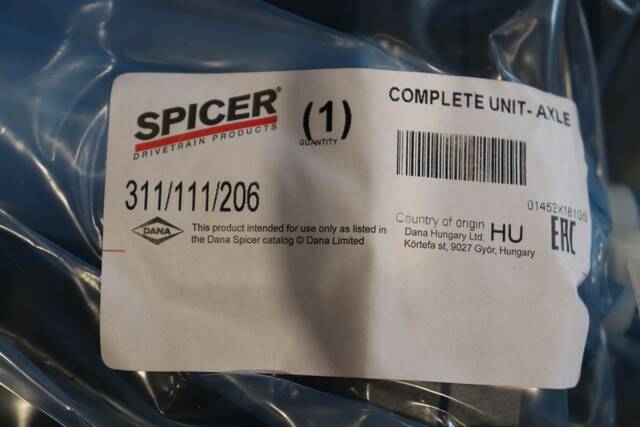 SPICER®
DRIVETRAIN PRODUCTS
(1)
QUANTITY
COMPLETE UNIT- AXLE
311/111/206
01452X181GS
DANA
This product intended for use only as listed in
the Dana Spicer catalog © Dana Limited
Country of origin HU
Dana Hungary Ltd.
Körtefa st, 9027 Győr, Hungary
EAC